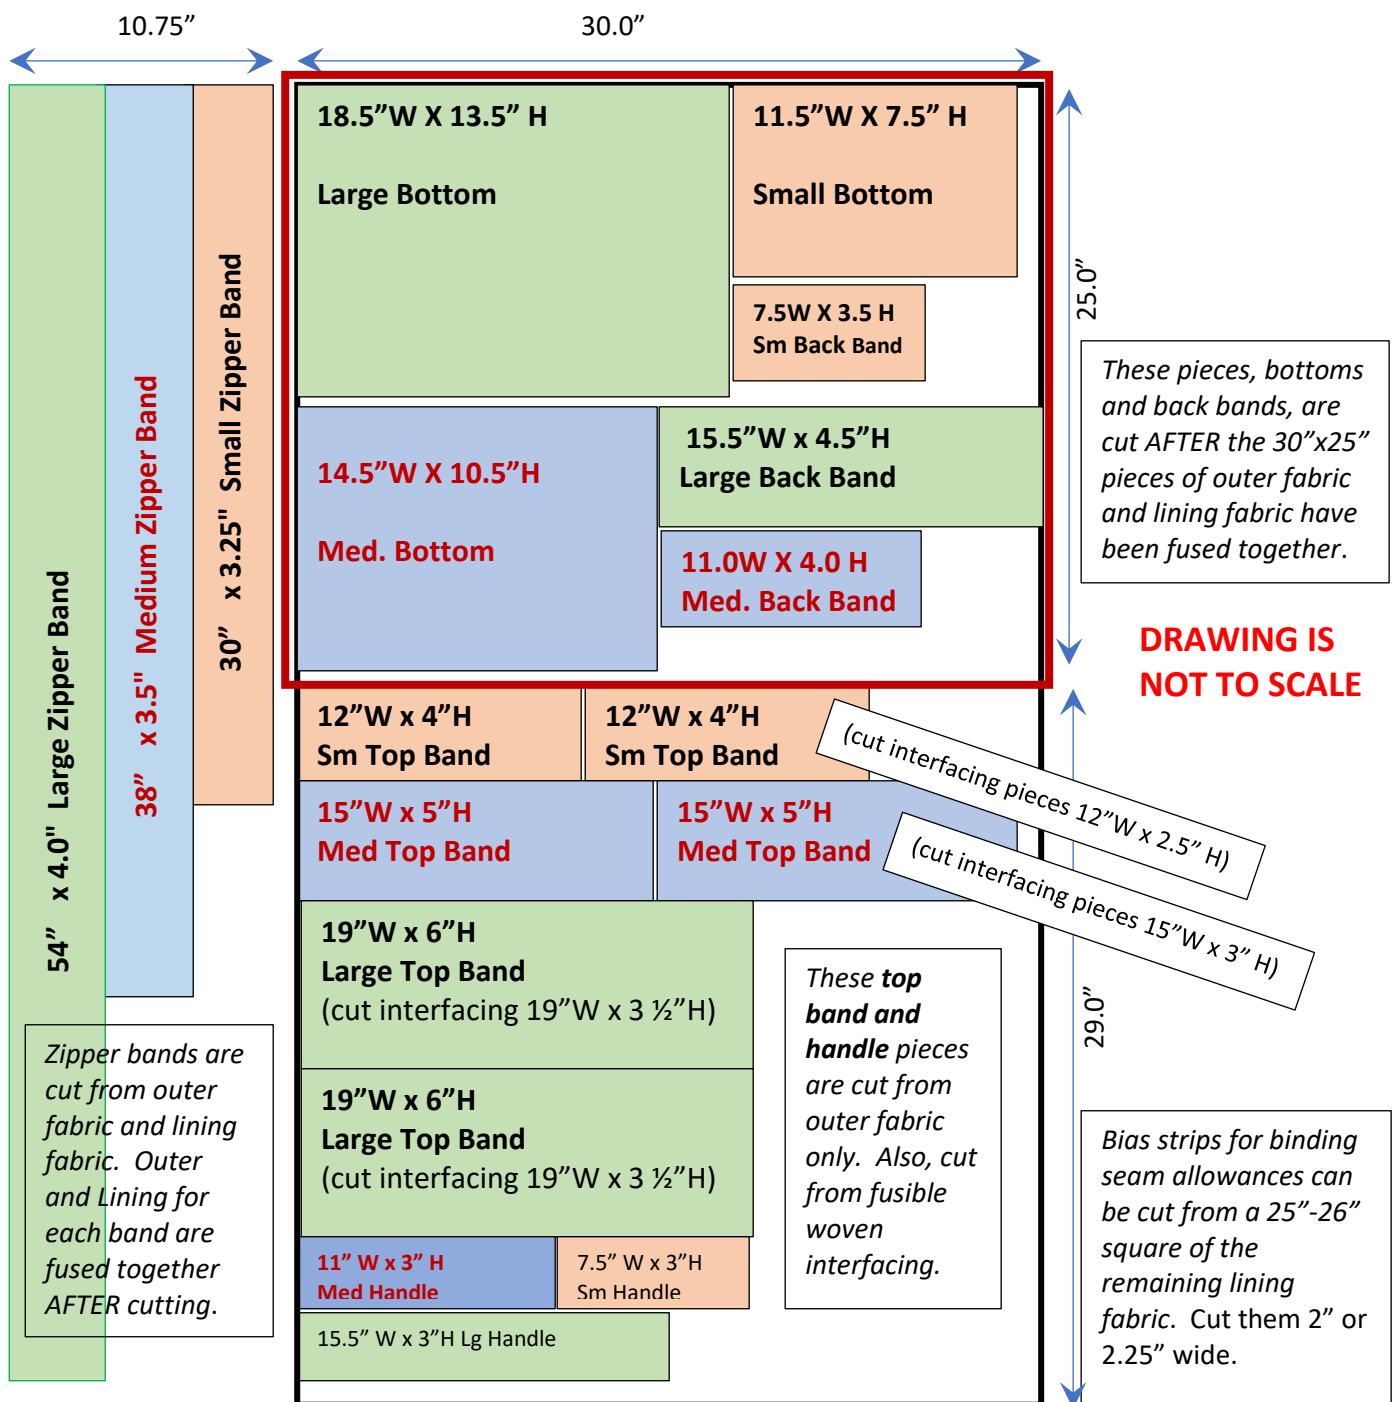 10.75”
30.0”
18.5”W X 13.5” H
Large Bottom
11.5”W X 7.5” H
Small Bottom
7.5W X 3.5 H
Sm Back Band
25.0”
14.5”W X 10.5”H
Med. Bottom
15.5”W x 4.5”H
Large Back Band
11.0W X 4.0 H
Med. Back Band
These pieces, bottoms
and back bands, are
cut AFTER the 30”x25”
pieces of outer fabric
and lining fabric have
been fused together.
DRAWING IS
NOT TO SCALE
54” x 4.0" Large Zipper Band
38” x 3.5" Medium Zipper Band
30” x 3.25" Small Zipper Band
12”W x 4”H
Sm Top Band
12”W x 4”H
Sm Top Band
(cut interfacing pieces 12”W x 2.5” H)
15”W x 5”H
Med Top Band
15”W x 5”H
Med Top Band
(cut interfacing pieces 15”W x 3” H)
19”W x 6”H
Large Top Band
(cut interfacing 19”W x 3 ½”H)
19”W x 6”H
Large Top Band
(cut interfacing 19”W x 3 ½”H)
These top
band and
handle pieces
are cut from
outer fabric
only. Also, cut
from fusible
woven
interfacing.
29.0”
Zipper bands are
cut from outer
fabric and lining
fabric. Outer
and Lining for
each band are
fused together
AFTER cutting.
11” W x 3” H
Med Handle
7.5” W x 3”H
Sm Handle
15.5” W x 3”H Lg Handle
Bias strips for binding
seam allowances can
be cut from a 25”-26”
square of the
remaining lining
fabric. Cut them 2” or
2.25” wide.